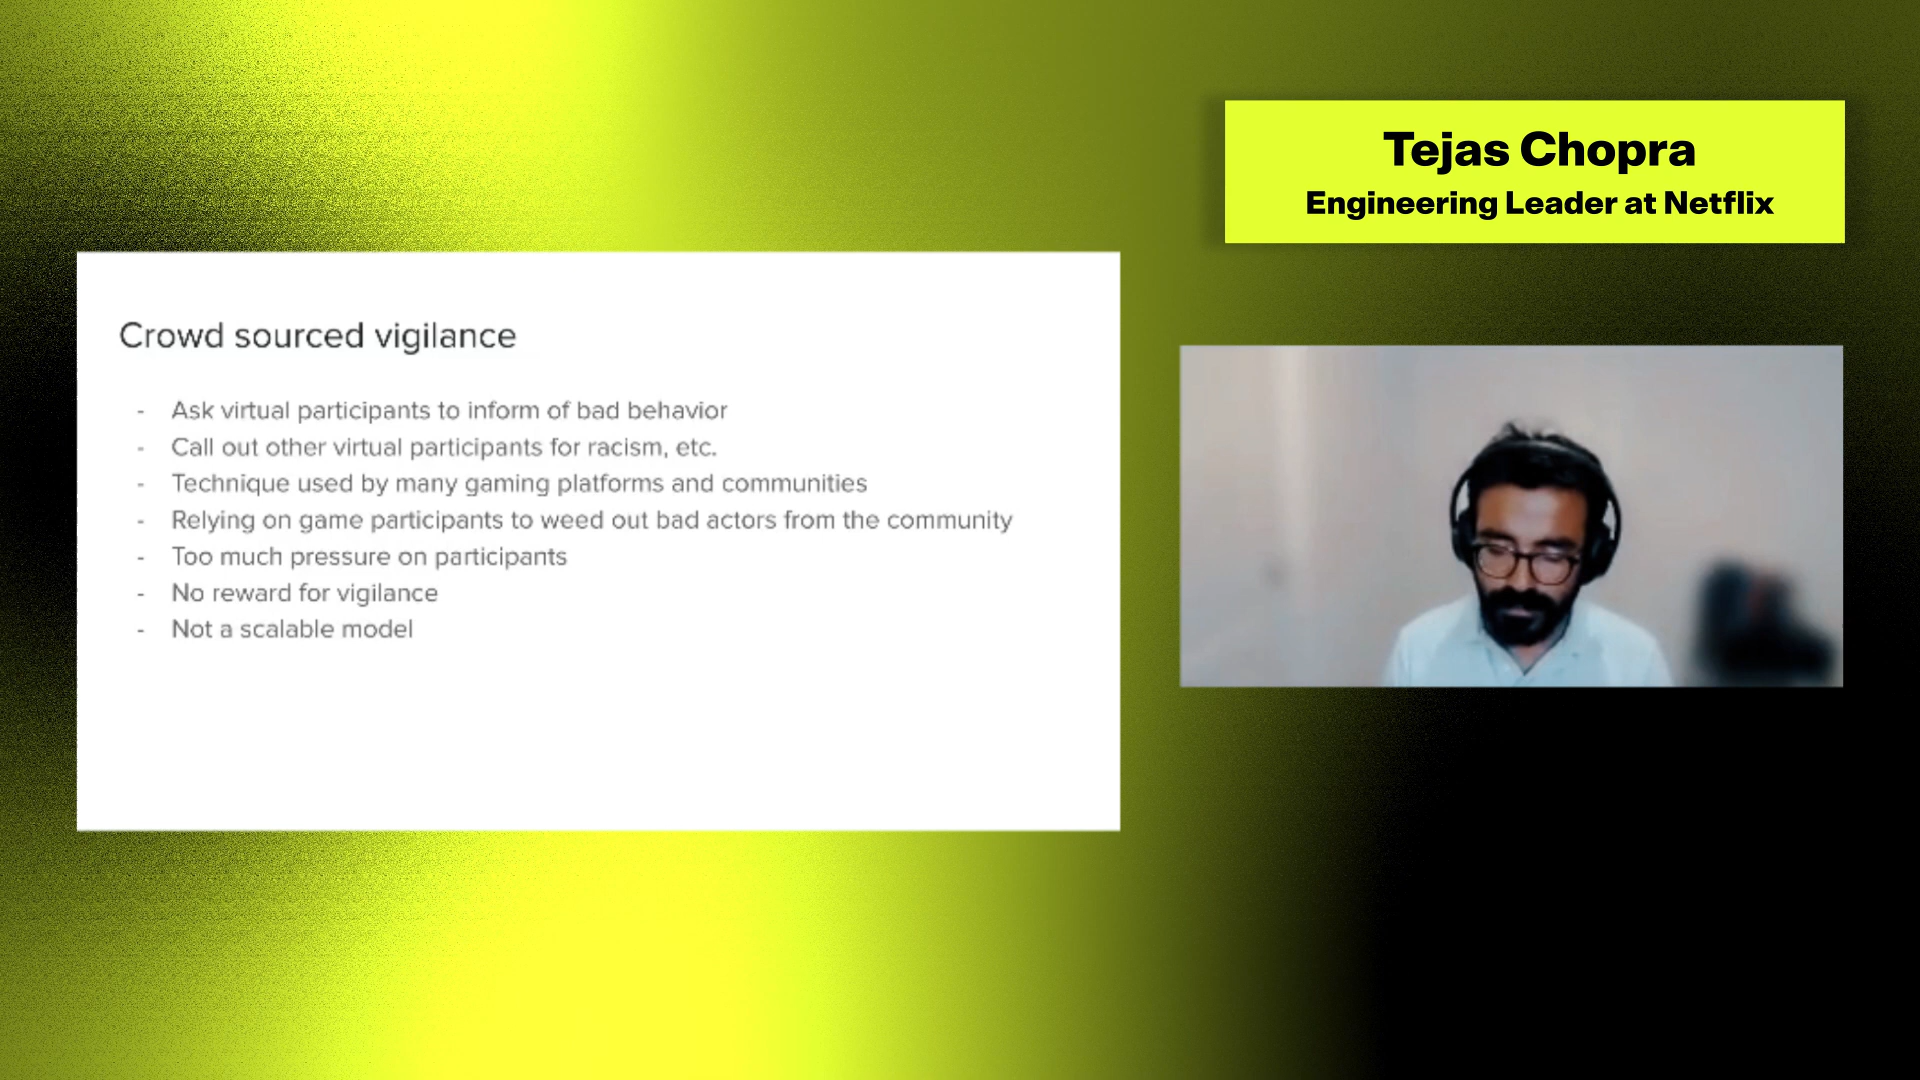 Tejas Chopra
Engineering Leader at Netflix
Crowd sourced vigilance
- Ask virtual participants to inform of bad behavior
- Call out other virtual participants for racism, etc.
- Technique used by many gaming platforms and communities
- Relying on game participants to weed out bad actors from the community
- Too much pressure on participants
- No reward for vigilance
- Not a scalable model